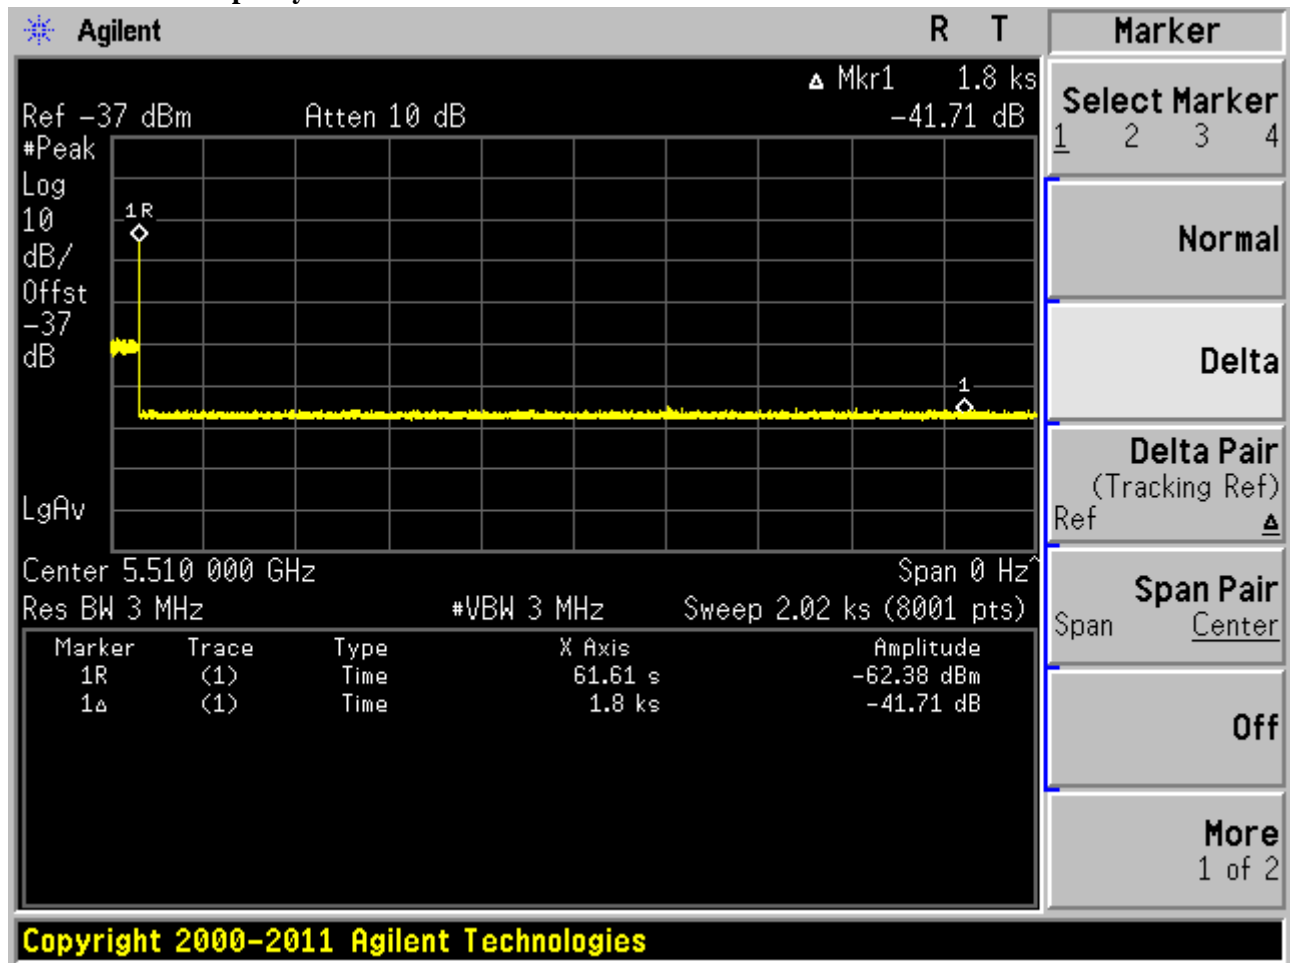 Agilent R T
Marker
▵ Mkr1 1.8 ks
Ref −37 dBm Atten 10 dB −41.71 dB
#Peak
Log
10
dB/
Offst
−37
dB
LgAv
1R
1
Center 5.510 000 GHz Span 0 Hz^
Res BW 3 MHz #VBW 3 MHz Sweep 2.02 ks (8001 pts)
Marker Trace Type X Axis Amplitude
1R (1) Time 61.61 s −62.38 dBm
1▵ (1) Time 1.8 ks −41.71 dB
Select Marker
1 2 3 4
Normal
Delta
Delta Pair
(Tracking Ref)
Ref ▵
Span Pair
Span Center
Off
More
1 of 2
Copyright 2000–2011 Agilent Technologies